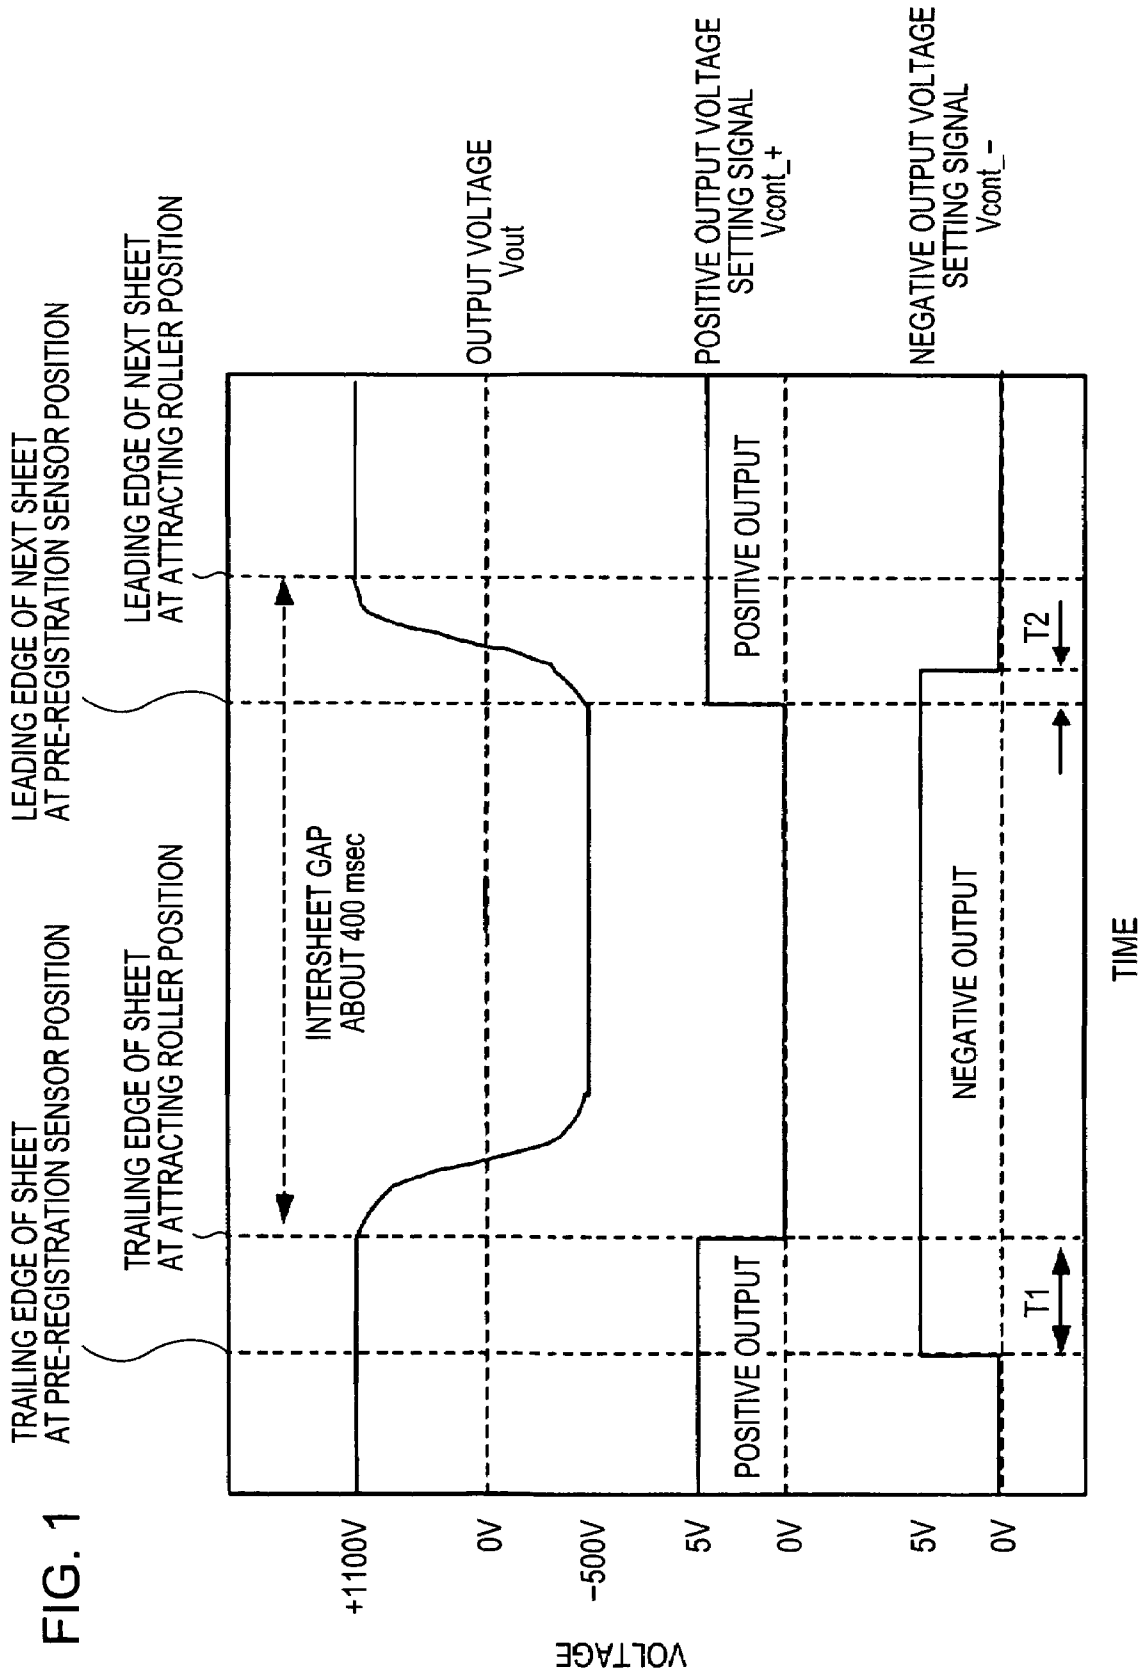 FIG. 1
TRAILING EDGE OF SHEET
AT PRE-REGISTRATION SENSOR POSITION
LEADING EDGE OF NEXT SHEET
AT PRE-REGISTRATION SENSOR POSITION
TRAILING EDGE OF SHEET
AT ATTRACTING ROLLER POSITION
LEADING EDGE OF NEXT SHEET
AT ATTRACTING ROLLER POSITION
INTERSHEET GAP
ABOUT 400 msec
VOLTAGE
+1100V
0V
-500V
OUTPUT VOLTAGE
Vout
5V
0V
POSITIVE OUTPUT
POSITIVE OUTPUT
POSITIVE OUTPUT VOLTAGE
SETTING SIGNAL
Vcont_+
5V
0V
NEGATIVE OUTPUT
NEGATIVE OUTPUT VOLTAGE
SETTING SIGNAL
Vcont_-
T1
T2
TIME